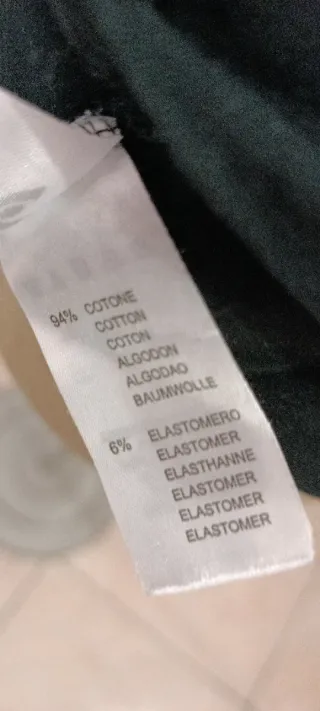 94% COTONE
COTTON
COTON
ALGODON
ALGODAO
BAUMWOLLE
6% ELASTOMERO
ELASTOMER
ELASTHANNE
ELASTOMER
ELASTOMER
ELASTOMER